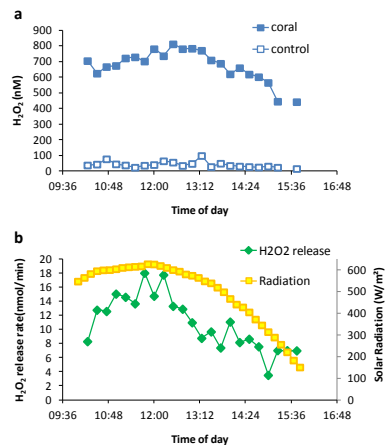 a
900
800
700
600
500
400
300
200
100
0
H₂O₂ (nM)
coral
control
09:36 10:48 12:00 13:12 14:24 15:36 16:48
Time of day
b
H2O2 release
Radiation
20
18
16
14
12
10
8
6
4
2
0
H₂O₂ release rate(nmol/min)
600
500
400
300
200
100
0
Solar Radiation (W/m²)
09:36 10:48 12:00 13:12 14:24 15:36 16:48
Time of day